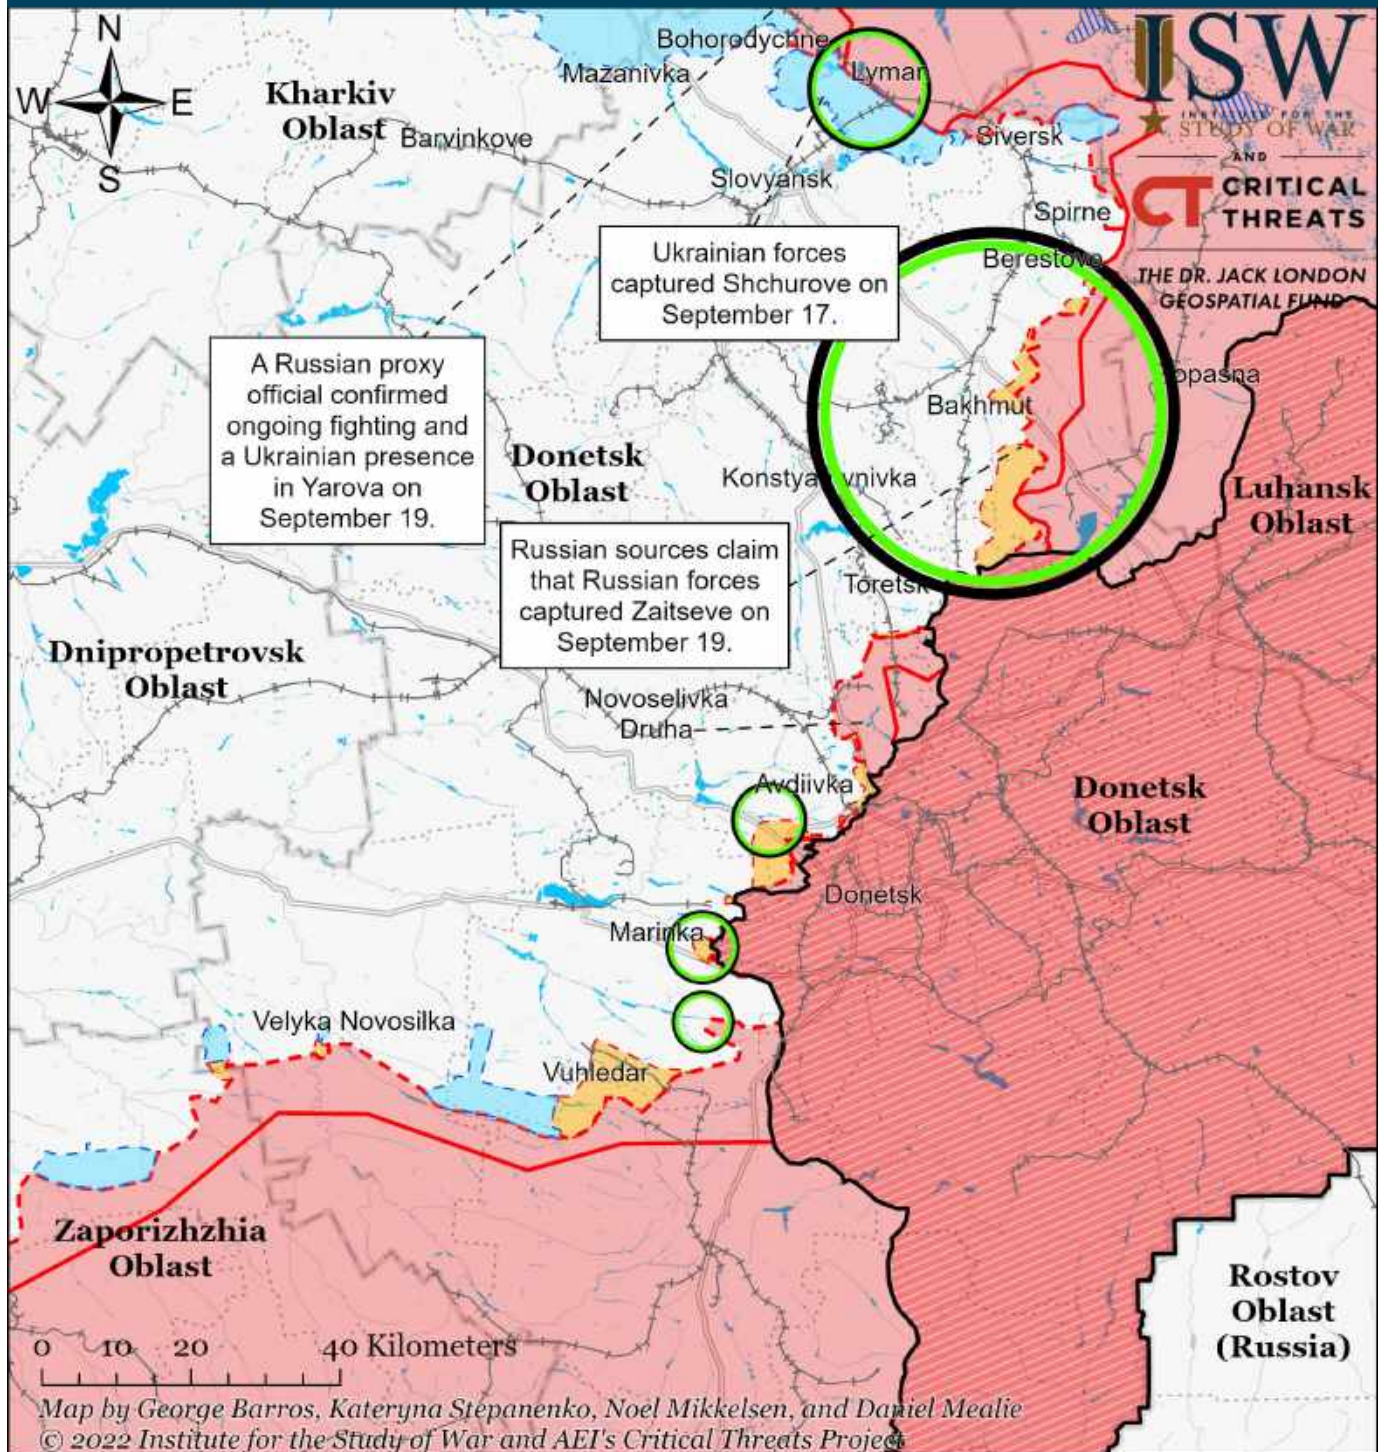 N
W E
S
Kharkiv
Oblast
Bohorodychne
Mazanivka
Lyman
Barvinkove
Siversk
Slovyansk
Spirne
ISW
INSTITUTE FOR THE
STUDY OF WAR
AND
CT CRITICAL
THREATS
THE DR. JACK LONDON
GEOSPATIAL FUND
Ukrainian forces
captured Shchurove on
September 17.
Berestove
A Russian proxy
official confirmed
ongoing fighting and
a Ukrainian presence
in Yarova on
September 19.
opasna
Bakhmut
Donetsk
Oblast
Luhansk
Oblast
Russian sources claim
that Russian forces
captured Zaitseve on
September 19.
Toretsk
Dnipropetrovsk
Oblast
Novoselivka
Druha
Avdiivka
Donetsk
Oblast
Donetsk
Marinka
Velyka Novosilka
Vuhledar
Zaporizhzhia
Oblast
Rostov
Oblast
(Russia)
0 10 20 40 Kilometers
Map by George Barros, Kateryna Stepanenko, Noel Mikkelsen, and Daniel Mealie
© 2022 Institute for the Study of War and AEI's Critical Threats Project